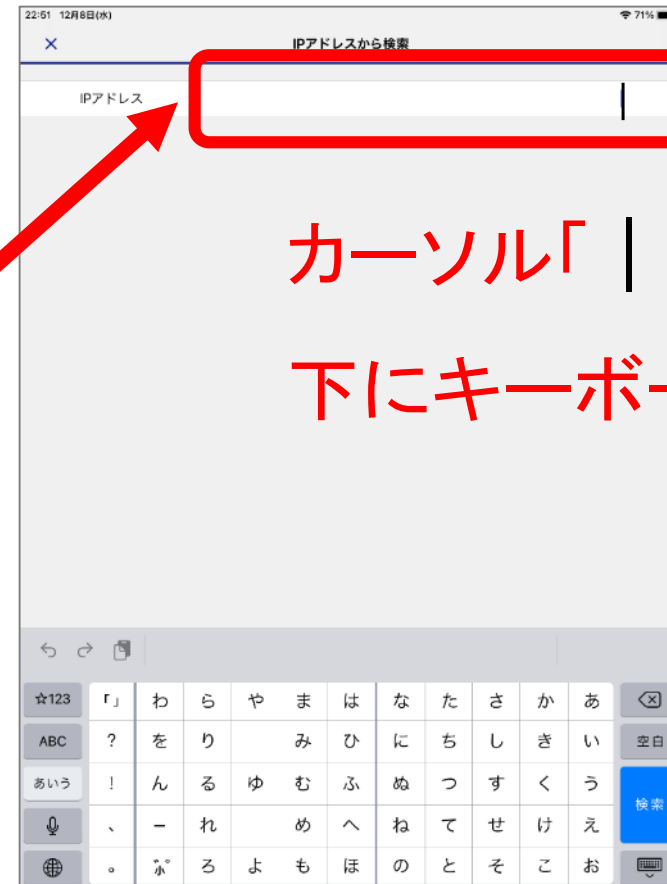 22:51 12月8日(水)
71%
×
IPアドレスから検索
IPアドレス
カーソル「|
下にキーボー
☆123 「」 わ ら や ま は な た さ か あ
ABC ? を り み ひ に ち し き い 空白
あいう ! ん る ゆ む ふ ぬ つ す く う
検索
、 ー れ め へ ね て せ け え
。 ろ よ も ほ の と そ こ お